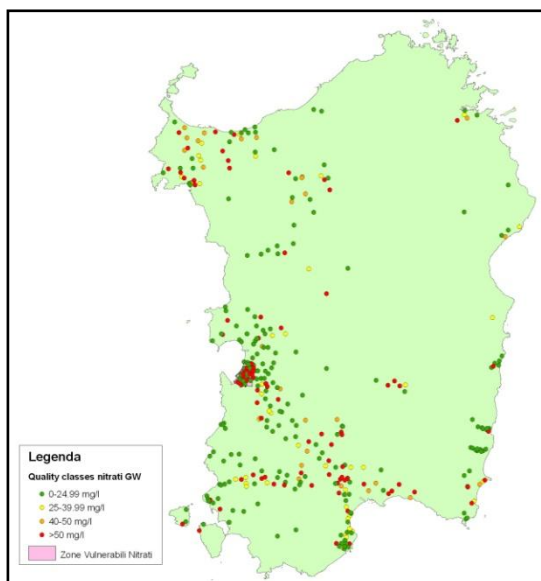 Legenda
Quality classes nitrati GW
0-24.99 mg/l
25-39.99 mg/l
40-50 mg/l
>50 mg/l
Zone Vulnerabili Nitrati